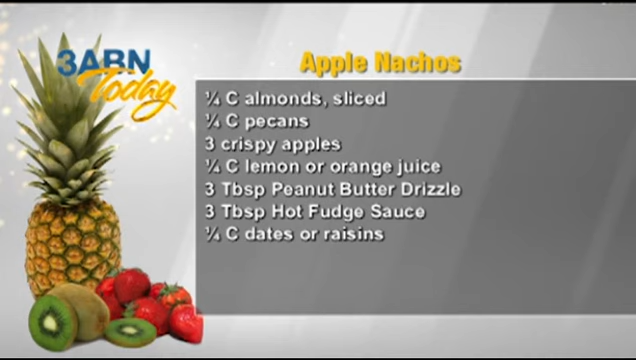 3ABN
Today
Apple Nachos
¼ C almonds, sliced
¼ C pecans
3 crispy apples
¼ C lemon or orange juice
3 Tbsp Peanut Butter Drizzle
3 Tbsp Hot Fudge Sauce
¼ C dates or raisins